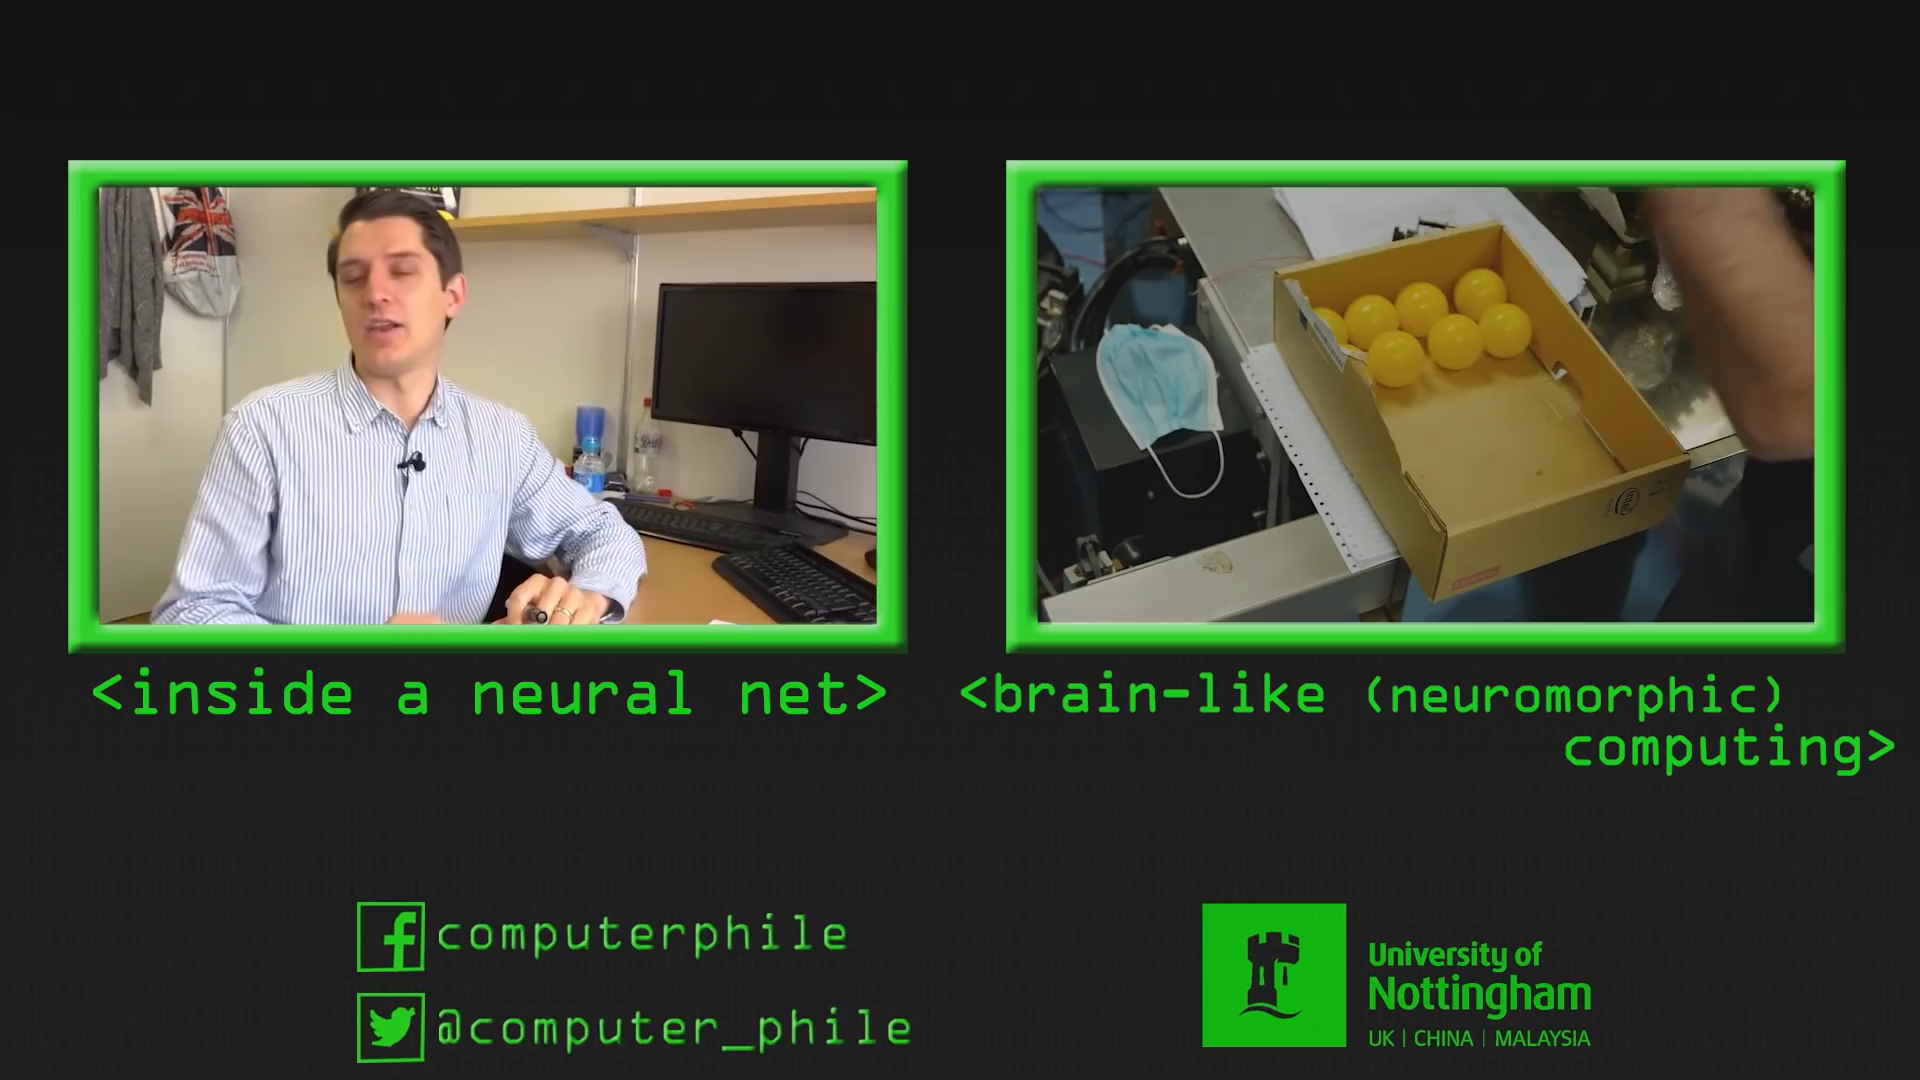 <inside a neural net>
<brain-like (neuromorphic)
computing>
computerphile
@computer_phile
University of
Nottingham
UK | CHINA | MALAYSIA